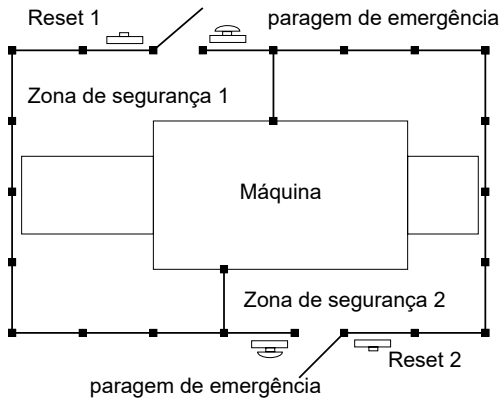 Reset 1
paragem de emergência
Zona de segurança 1
Máquina
Zona de segurança 2
Reset 2
paragem de emergência